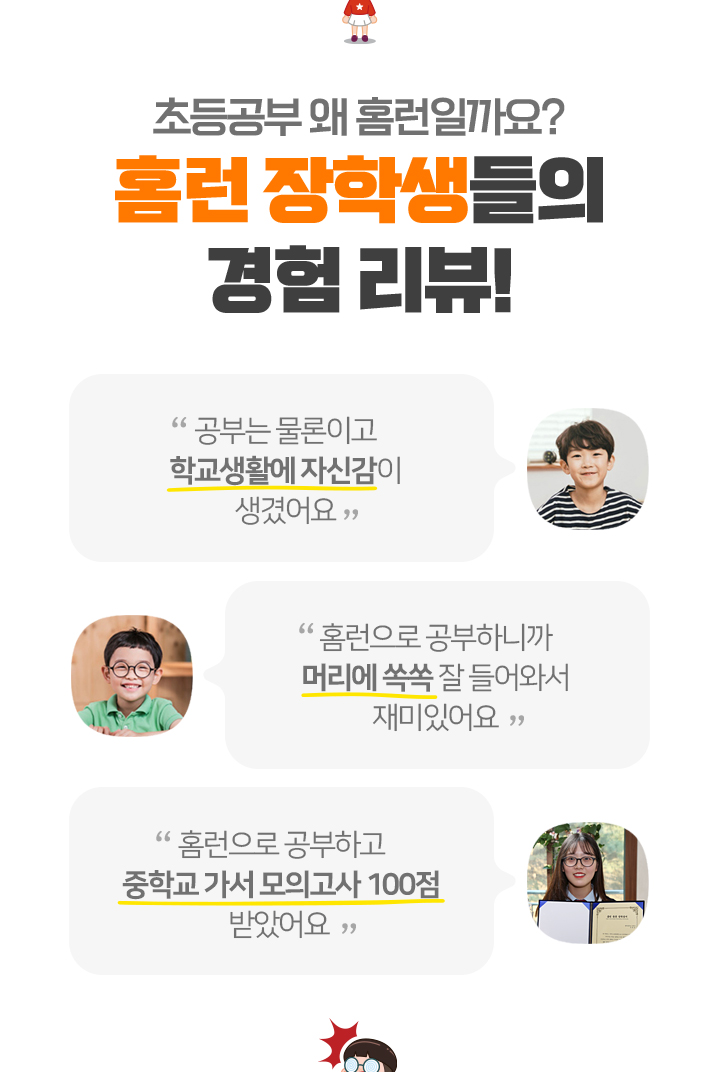 초등공부 왜 홈런일까요?
홈런 장학생들의
경험 리뷰!
“ 공부는 물론이고
학교생활에 자신감이
생겼어요 ”
“ 홈런으로 공부하니까
머리에 쏙쏙 잘 들어와서
재미있어요 ”
“ 홈런으로 공부하고
중학교 가서 모의고사 100점
받았어요 ”